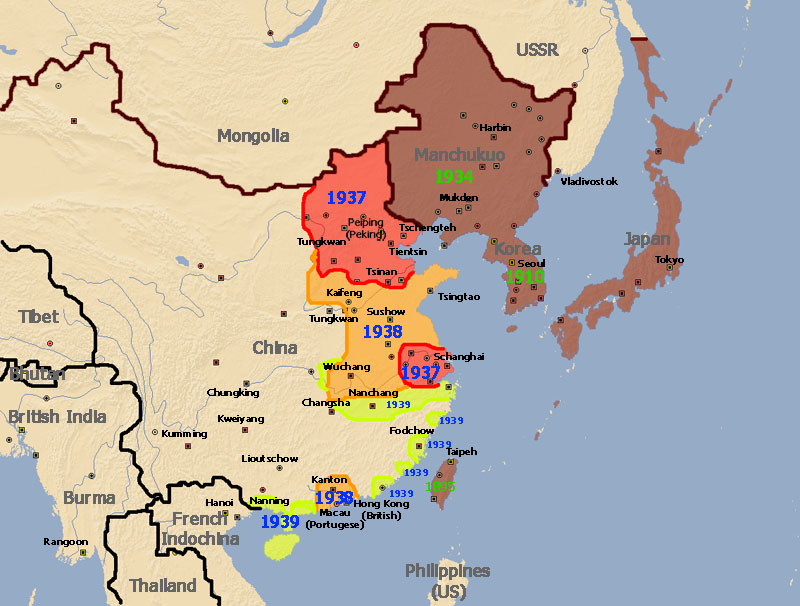 USSR
Mongolia
Harbin
Manchukuo
1934
Vladivostok
1937
Mukden
Peiping
(Peking)
Tschengteh
Tungkwan
Tientsin
Korea
Japan
Seoul
Tokyo
1910
Tsinan
Kaifeng
Tsingtao
Tungkwan
Sushow
Tibet
1938
China
Schanghai
Bhutan
Wuchang
1937
Chungking
Nanchang
Changsha
1939
British India
Kweiyang
1939
Kumming
Fodchow
1939
Taipeh
Lioutschow
1939
Kanton
1939
Burma
Nanning
1938
Hanoi
Hong Kong
(British)
Macau
(Portugese)
French
Indochina
1939
Rangoon
Thailand
Philippines
(US)